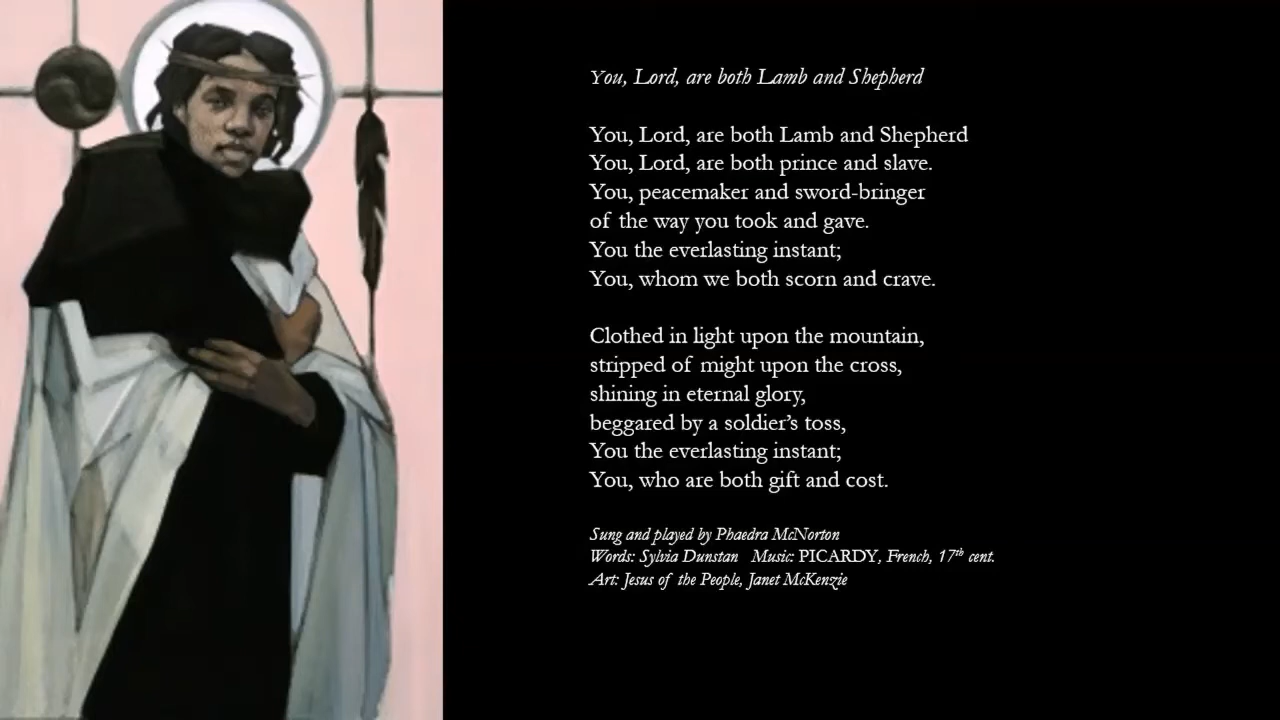 You, Lord, are both Lamb and Shepherd
You, Lord, are both Lamb and Shepherd
You, Lord, are both prince and slave.
You, peacemaker and sword-bringer
of the way you took and gave.
You the everlasting instant;
You, whom we both scorn and crave.
Clothed in light upon the mountain,
stripped of might upon the cross,
shining in eternal glory,
beggared by a soldier’s toss,
You the everlasting instant;
You, who are both gift and cost.
Sung and played by Phaedra McNorton
Words: Sylvia Dunstan Music: PICARDY, French, 17th cent.
Art: Jesus of the People, Janet McKenzie